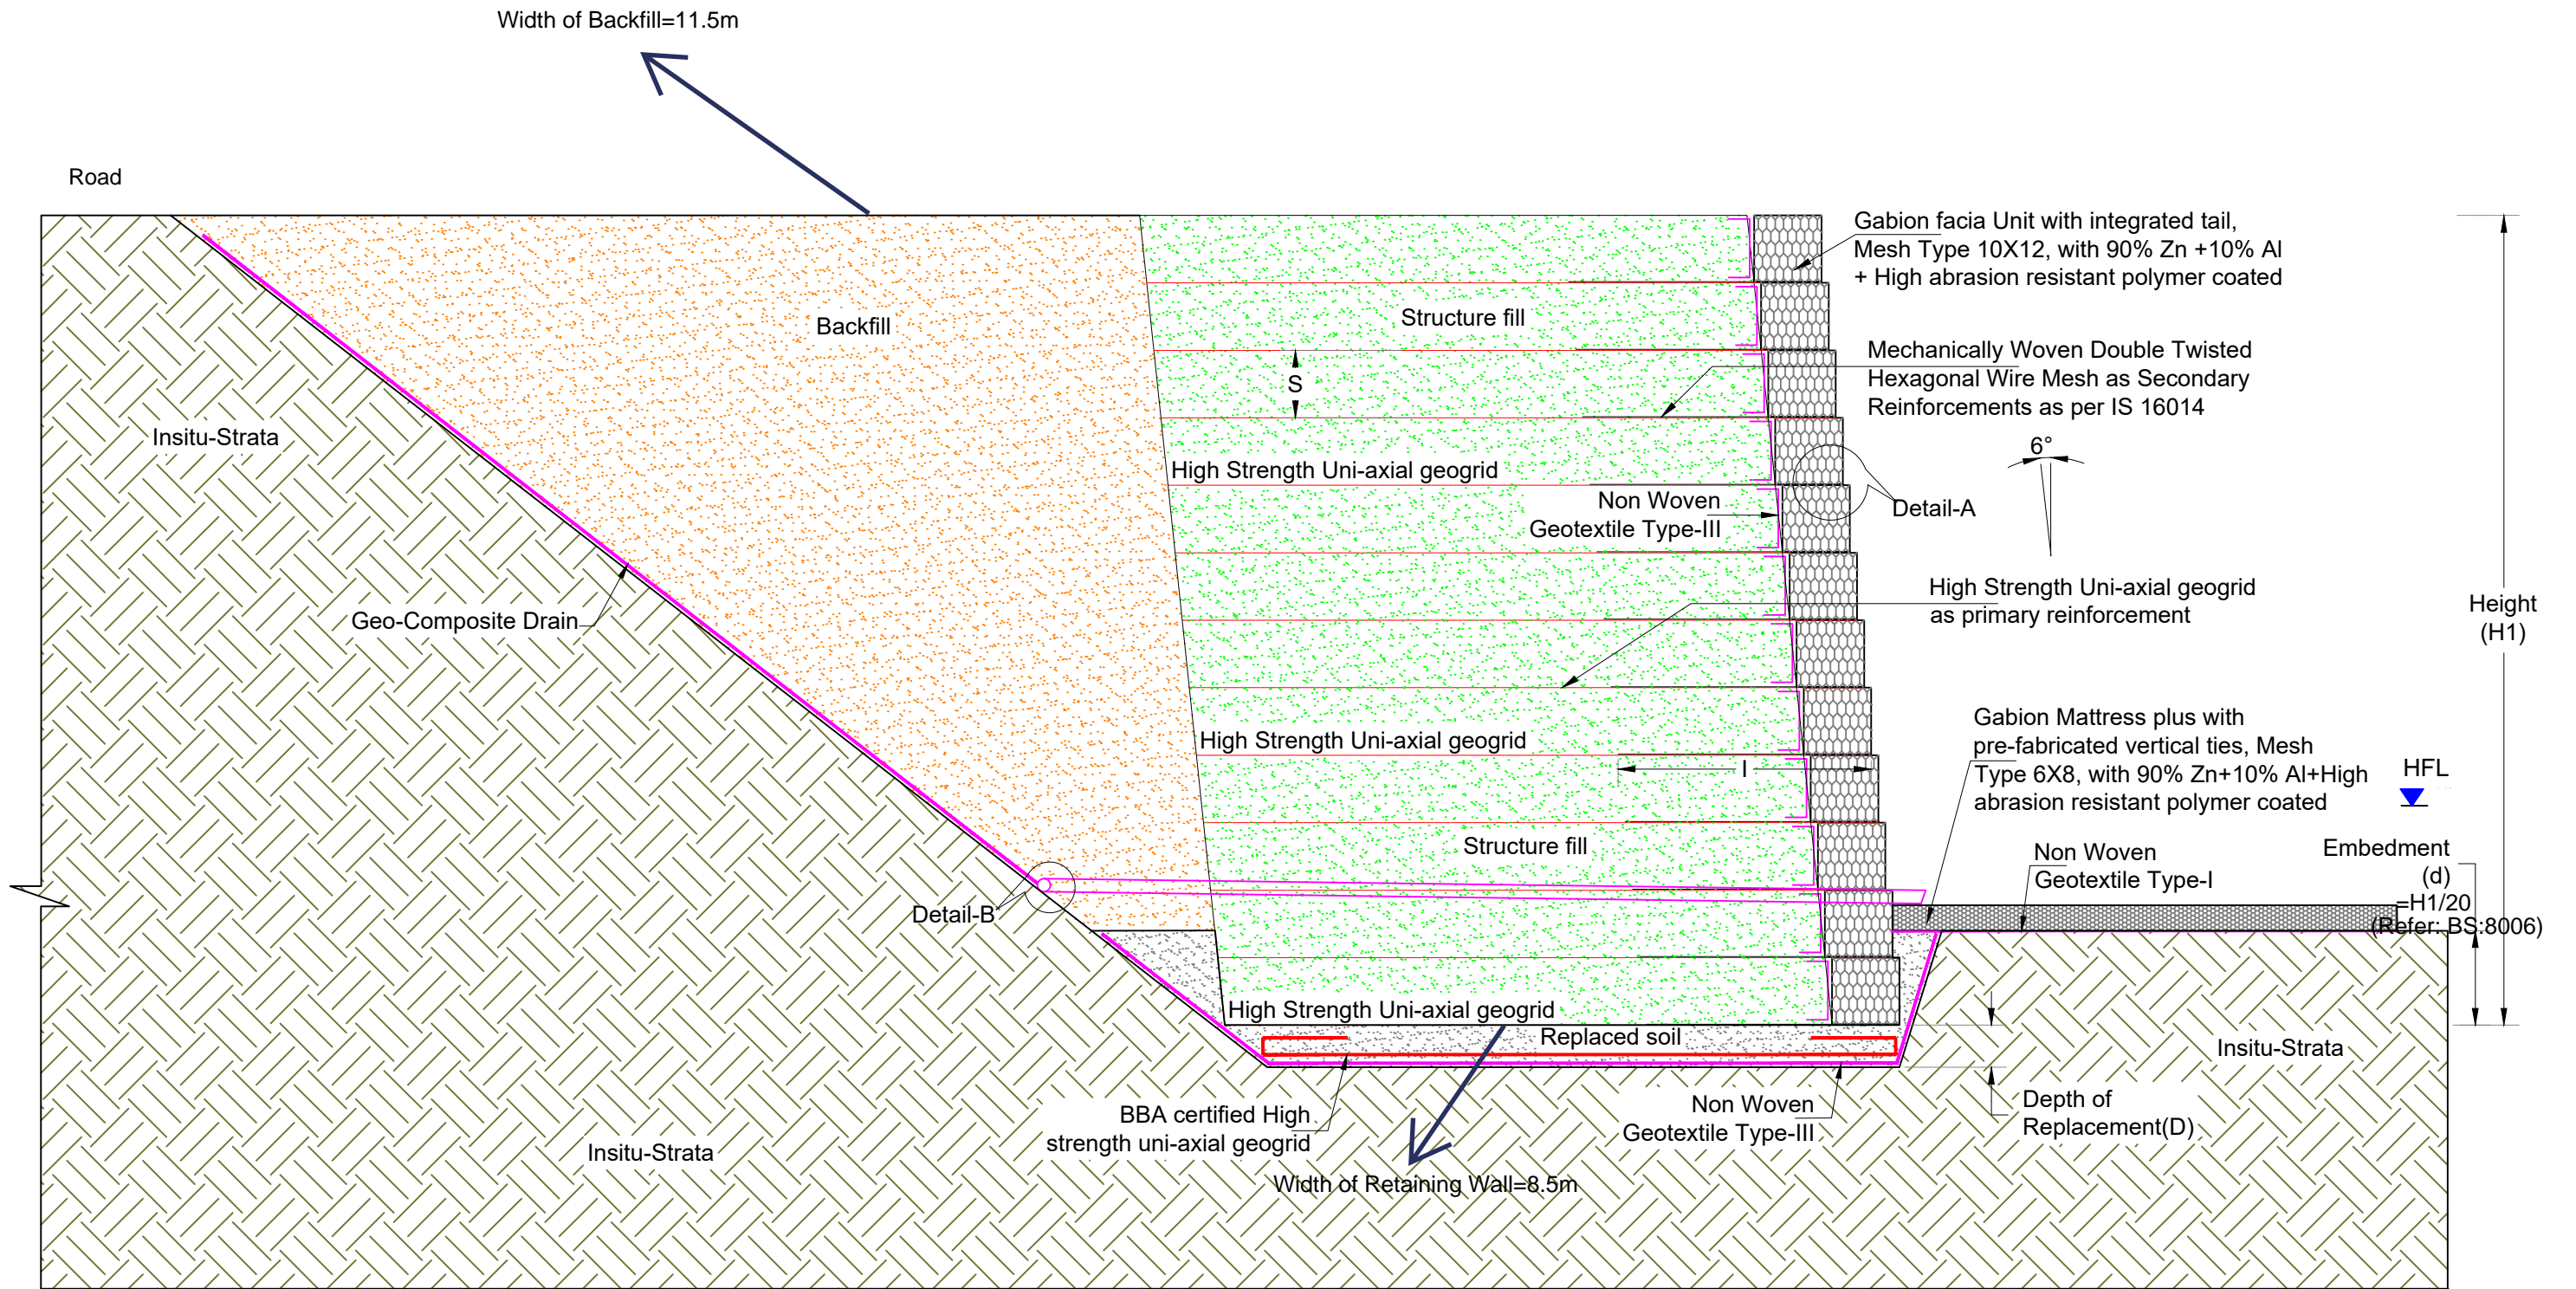 Width of Backfill=11.5m
Road
Gabion facia Unit with integrated tail,
Mesh Type 10X12, with 90% Zn +10% Al
+ High abrasion resistant polymer coated
Backfill
Structure fill
Mechanically Woven Double Twisted
Hexagonal Wire Mesh as Secondary
Reinforcements as per IS 16014
S
Insitu-Strata
6°
High Strength Uni-axial geogrid
Non Woven
Geotextile Type-III
Detail-A
High Strength Uni-axial geogrid
as primary reinforcement
Height
(H1)
Geo-Composite Drain
Gabion Mattress plus with
pre-fabricated vertical ties, Mesh
Type 6X8, with 90% Zn+10% Al+High
abrasion resistant polymer coated
High Strength Uni-axial geogrid
l
HFL
Structure fill
Non Woven
Geotextile Type-I
Embedment
(d)
=H1/20
(Refer: BS:8006)
Detail-B
High Strength Uni-axial geogrid
Replaced soil
Insitu-Strata
BBA certified High
strength uni-axial geogrid
Non Woven
Geotextile Type-III
Depth of
Replacement(D)
Insitu-Strata
Width of Retaining Wall=8.5m